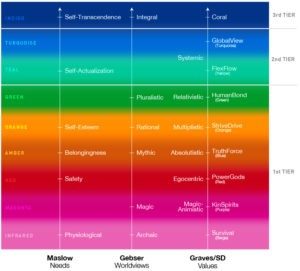 3rd TIER
INDIGO Self-Transcendence Integral Coral
TURQUOISE GlobalView
(Turquoise)
2nd TIER
Systemic
TEAL Self-Actualization FlexFlow
(Yellow)
GREEN Pluralistic Relativistic HumanBond
(Green)
ORANGE Self-Esteem Rational Multiplistic StriveDrive
(Orange)
AMBER Belongingness Mythic Absolutistic TruthForce
(Blue)
1st TIER
RED Safety Egocentric PowerGods
(Red)
MAGENTA Magic Magic-
Animistic KinSpirits
(Purple)
INFRARED Physiological Archaic Survival
(Beige)
Maslow Gebser Graves/SD
Needs Worldviews Values